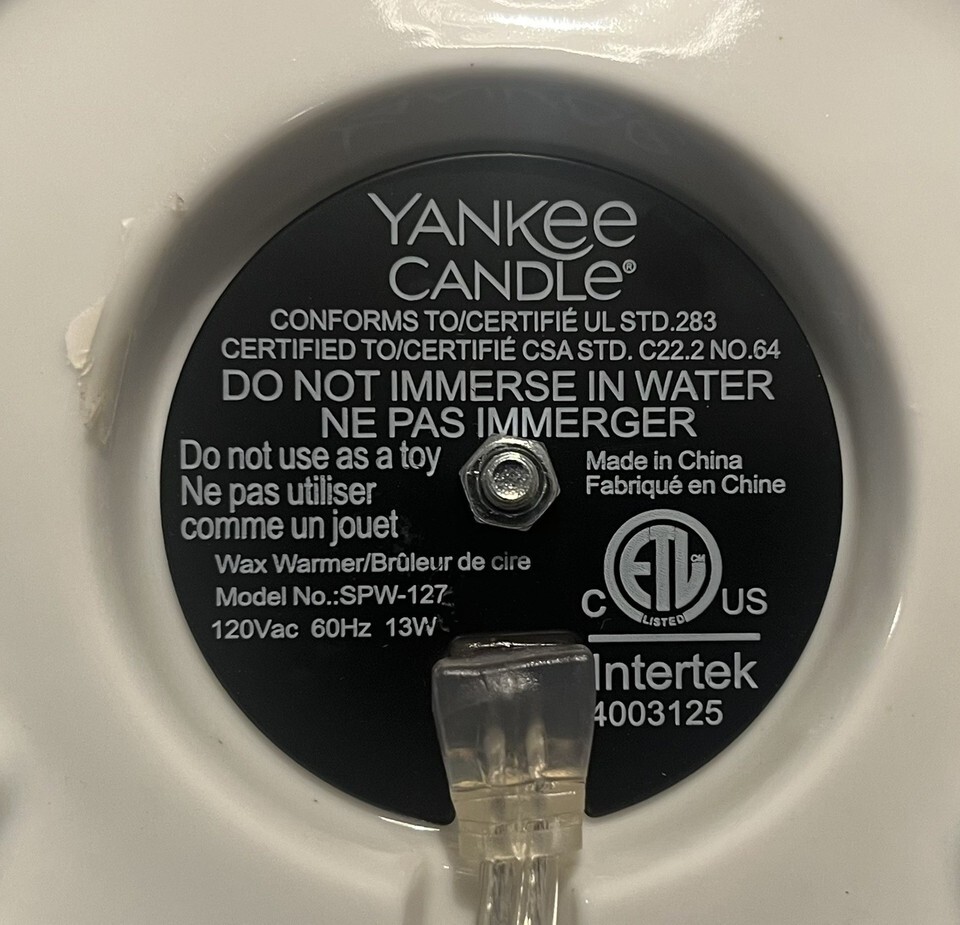 YANKEE
CANDLE®
CONFORMS TO/CERTIFIÉ UL STD.283
CERTIFIED TO/CERTIFIÉ CSA STD. C22.2 NO.64
DO NOT IMMERSE IN WATER
NE PAS IMMERGER
Do not use as a toy
Ne pas utiliser
comme un jouet
Wax Warmer/Brûleur de cire
Model No.:SPW-127
120Vac 60Hz 13W
Made in China
Fabriqué en Chine
ETL CM
LISTED
C US
Intertek
4003125